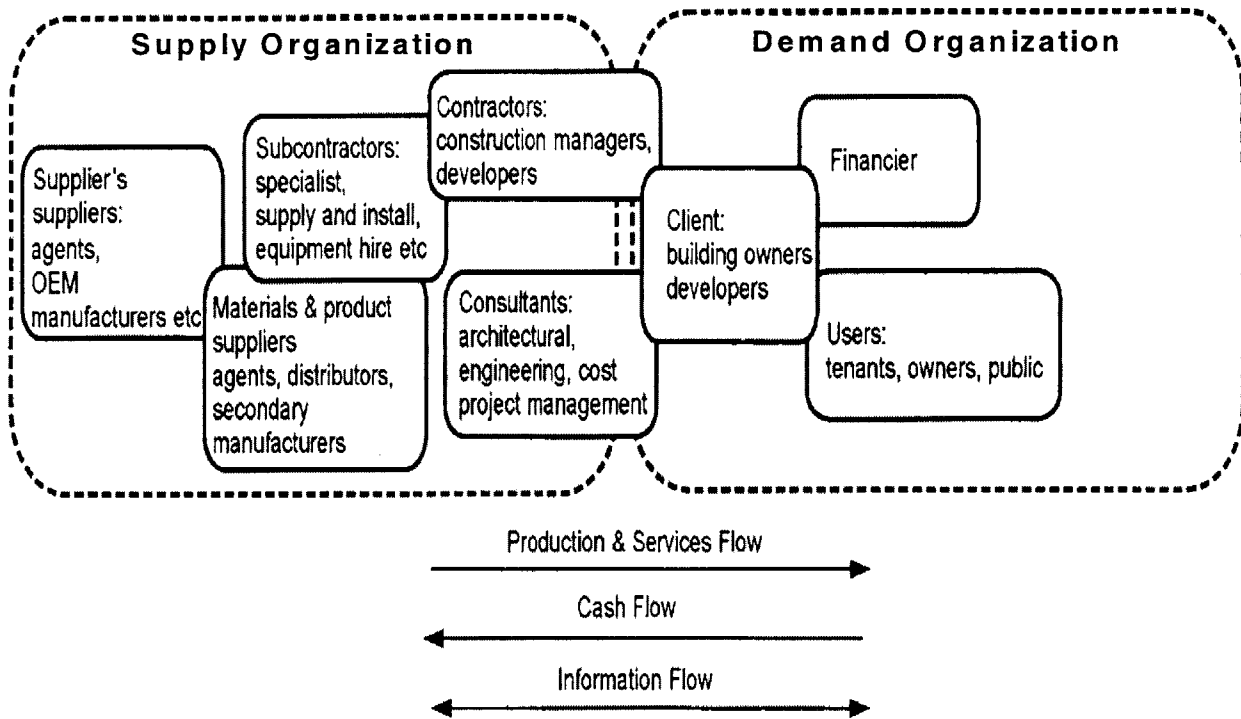 Supply Organization
Demand Organization
Supplier's
suppliers:
agents,
OEM
manufacturers etc
Subcontractors:
specialist,
supply and install,
equipment hire etc
Materials & product
suppliers
agents, distributors,
secondary
manufacturers
Contractors:
construction managers,
developers
Consultants:
architectural,
engineering, cost
project management
Client:
building owners
developers
Financier
Users:
tenants, owners, public
Production & Services Flow
Cash Flow
Information Flow